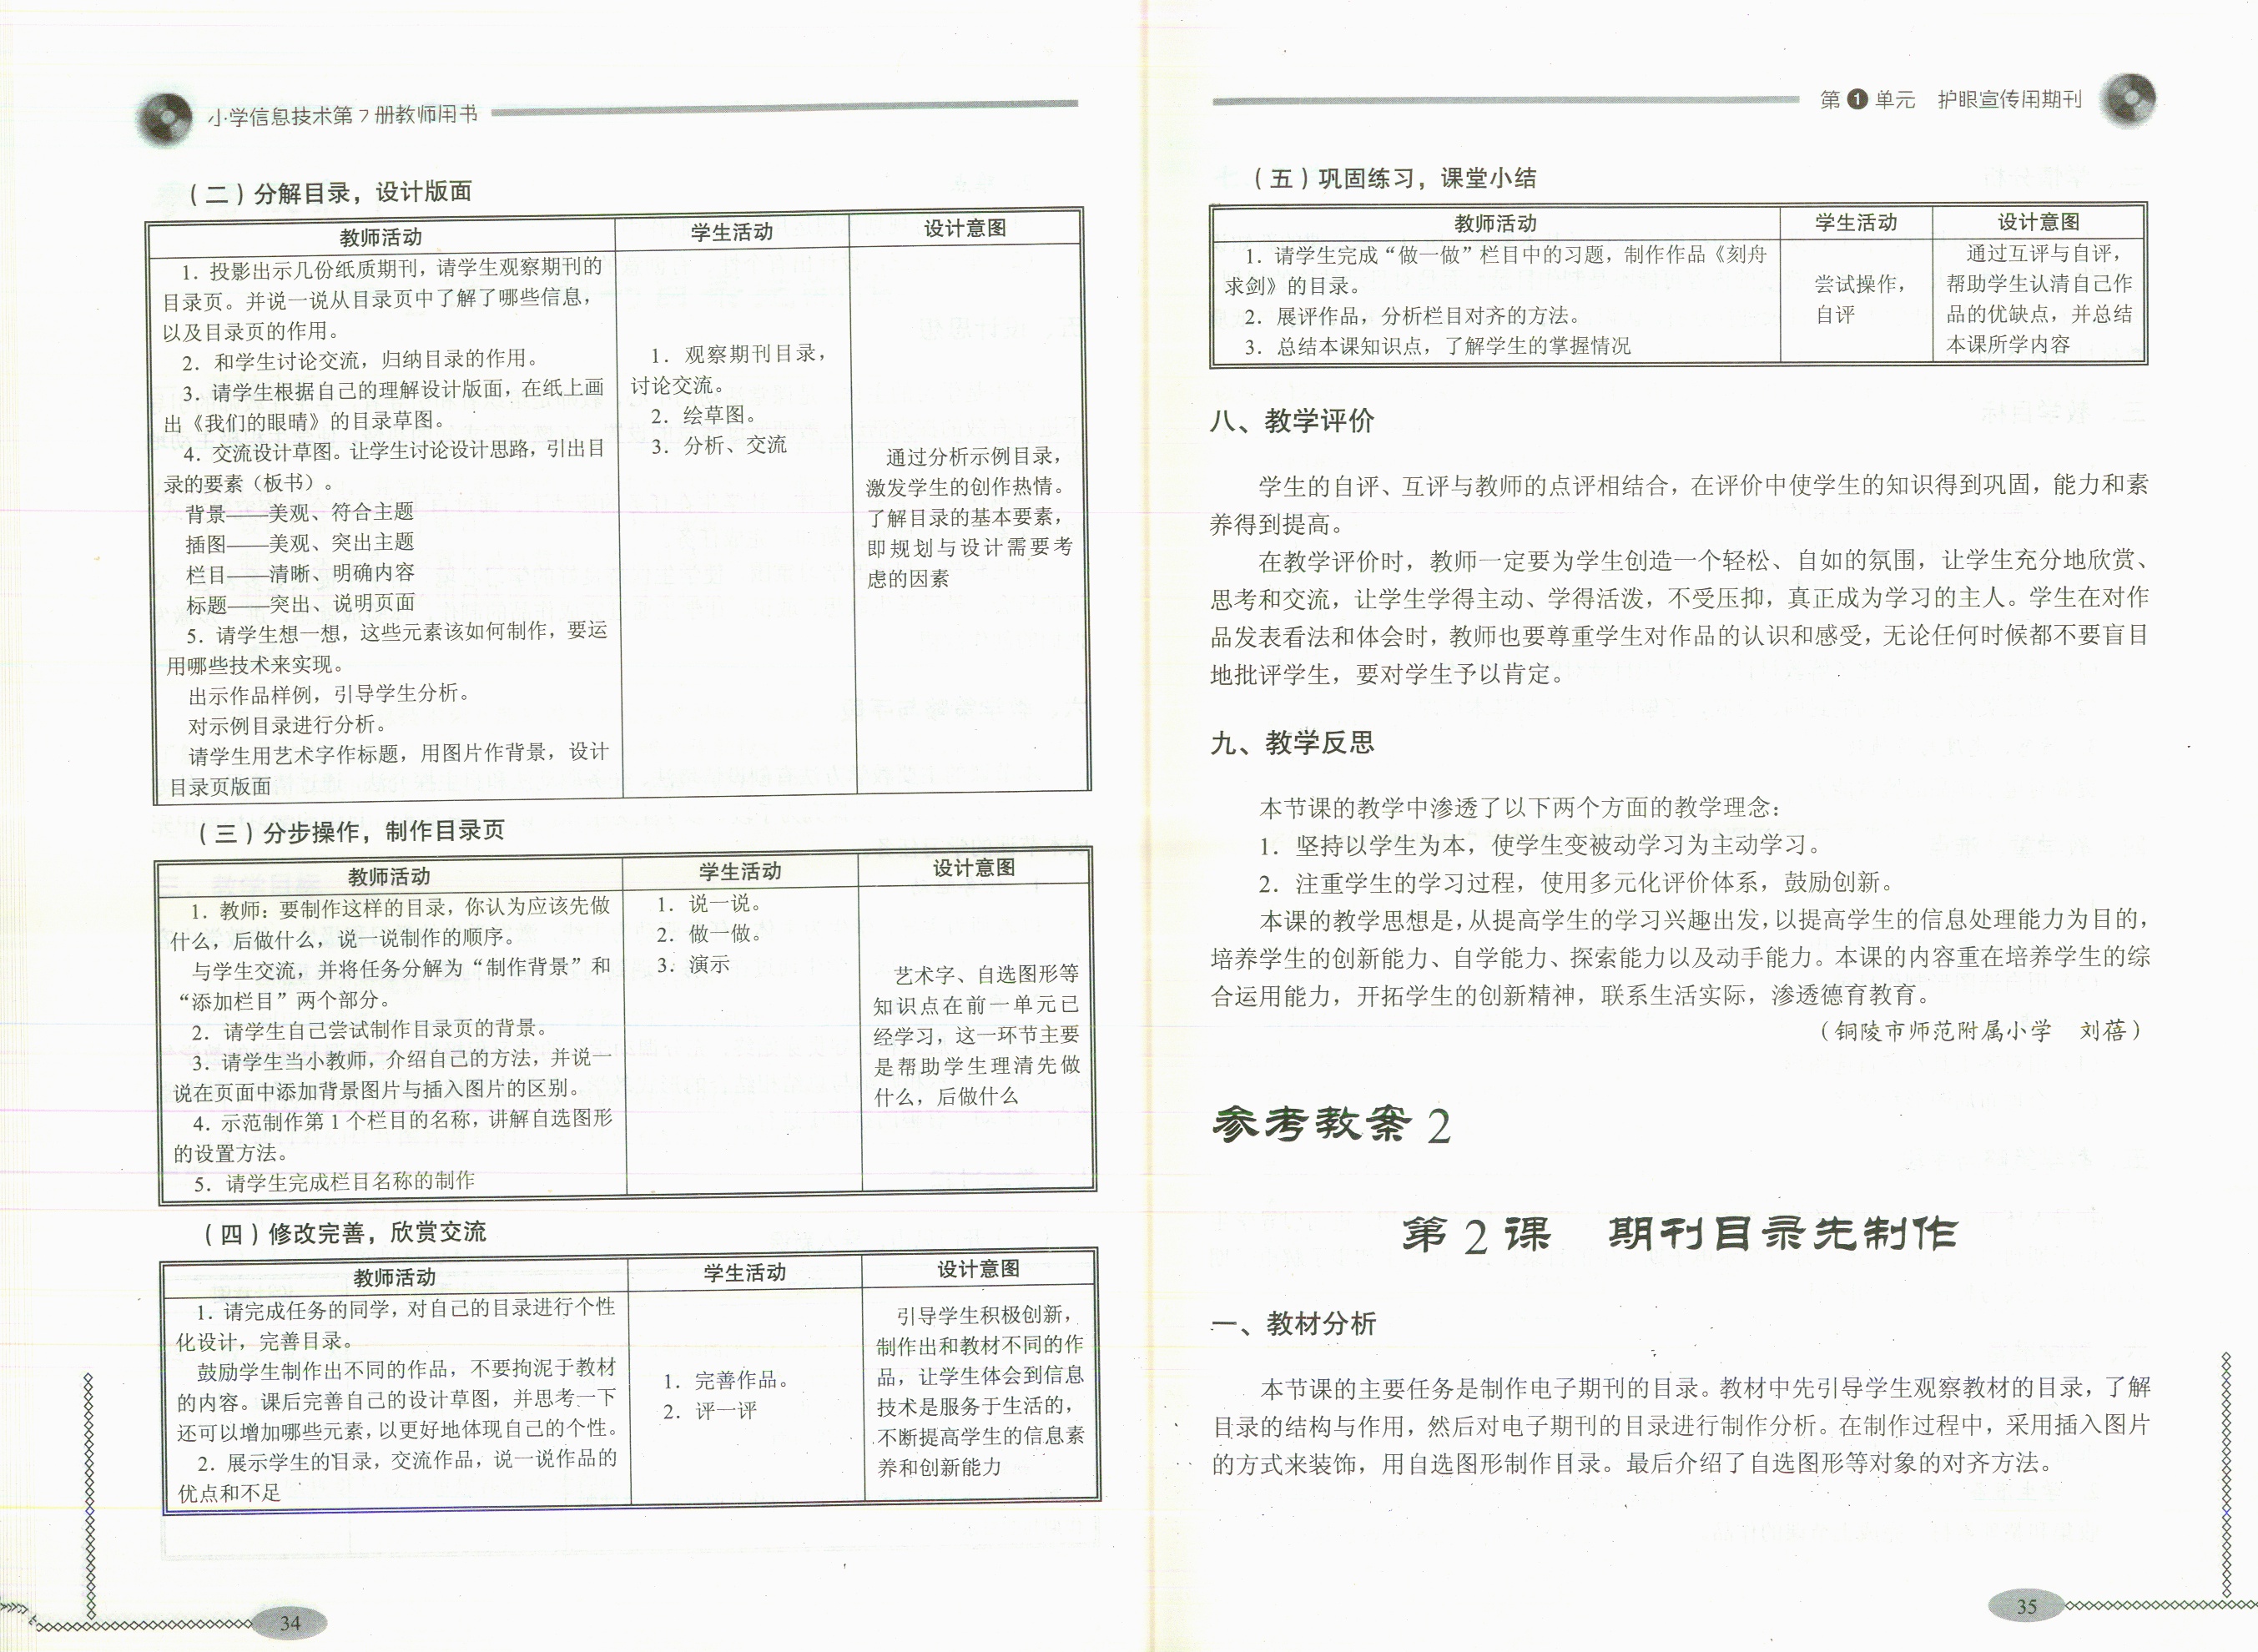 小学信息技术第7册教师用书
（二）分解目录，设计版面
教师活动
学生活动
设计意图
1. 投影出示几份纸质期刊，请学生观察期刊的
目录页。并说一说从目录页中了解了哪些信息，
以及目录页的作用。
2. 和学生讨论交流，归纳目录的作用。
3. 请学生根据自己的理解设计版面，在纸上画
出《我们的眼睛》的目录草图。
4. 交流设计草图。让学生讨论设计思路，引出目
录的要素（板书）。
背景——美观、符合主题
插图——美观、突出主题
栏目——清晰、明确内容
标题——突出、说明页面
5. 请学生想一想，这些元素该如何制作，要运
用哪些技术来实现。
出示作品样例，引导学生分析。
对示例目录进行分析。
请学生用艺术字作标题，用图片作背景，设计
目录页版面
1. 观察期刊目录，
讨论交流。
2. 绘草图。
3. 分析、交流
通过分析示例目录，
激发学生的创作热情。
了解目录的基本要素，
即规划与设计需要考
虑的因素
（三）分步操作，制作目录页
教师活动
学生活动
设计意图
1. 教师：要制作这样的目录，你认为应该先做
什么，后做什么，说一说制作的顺序。
与学生交流，并将任务分解为“制作背景”和
“添加栏目”两个部分。
2. 请学生自己尝试制作目录页的背景。
3. 请学生当小教师，介绍自己的方法，并说一
说在页面中添加背景图片与插入图片的区别。
4. 示范制作第1个栏目的名称，讲解自选图形
的设置方法。
5. 请学生完成栏目名称的制作
1. 说一说。
2. 做一做。
3. 演示
艺术字、自选图形等
知识点在前一单元已
经学习，这一环节主要
是帮助学生理清先做
什么，后做什么
（四）修改完善，欣赏交流
教师活动
学生活动
设计意图
1. 请完成任务的同学，对自己的目录进行个性
化设计，完善目录。
鼓励学生制作出不同的作品，不要拘泥于教材
的内容。课后完善自己的设计草图，并思考一下
还可以增加哪些元素，以更好地体现自己的个性。
2. 展示学生的目录，交流作品，说一说作品的
优点和不足
1. 完善作品。
2. 评一评
引导学生积极创新，
制作出和教材不同的作
品，让学生体会到信息
技术是服务于生活的，
不断提高学生的信息素
养和创新能力
34
第1单元 护眼宣传用期刊
（五）巩固练习，课堂小结
教师活动
学生活动
设计意图
1. 请学生完成“做一做”栏目中的习题，制作作品《刻舟
求剑》的目录。
2. 展评作品，分析栏目对齐的方法。
3. 总结本课知识点，了解学生的掌握情况
尝试操作，
自评
通过互评与自评，
帮助学生认清自己作
品的优缺点，并总结
本课所学内容
八、教学评价
学生的自评、互评与教师的点评相结合，在评价中使学生的知识得到巩固，能力和素
养得到提高。
在教学评价时，教师一定要为学生创造一个轻松、自如的氛围，让学生充分地欣赏、
思考和交流，让学生学得主动、学得活泼，不受压抑，真正成为学习的主人。学生在对作
品发表看法和体会时，教师也要尊重学生对作品的认识和感受，无论任何时候都不要盲目
地批评学生，要对学生予以肯定。
九、教学反思
本节课的教学中渗透了以下两个方面的教学理念：
1. 坚持以学生为本，使学生变被动学习为主动学习。
2. 注重学生的学习过程，使用多元化评价体系，鼓励创新。
本课的教学思想是，从提高学生的学习兴趣出发，以提高学生的信息处理能力为目的，
培养学生的创新能力、自学能力、探索能力以及动手能力。本课的内容重在培养学生的综
合运用能力，开拓学生的创新精神，联系生活实际，渗透德育教育。
（铜陵市师范附属小学 刘蓓）
参考教案2
第2课 期刊目录先制作
一、教材分析
本节课的主要任务是制作电子期刊的目录。教材中先引导学生观察教材的目录，了解
目录的结构与作用，然后对电子期刊的目录进行制作分析。在制作过程中，采用插入图片
的方式来装饰，用自选图形制作目录。最后介绍了自选图形等对象的对齐方法。
35